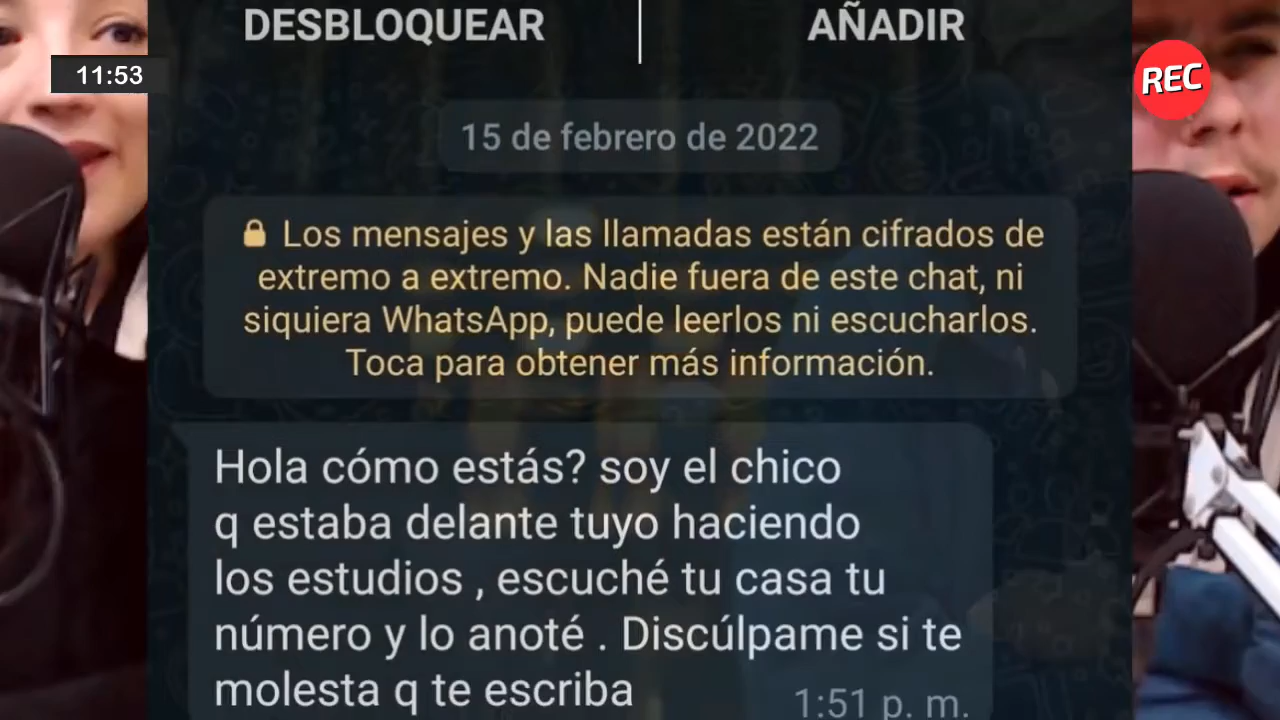 DESBLOQUEAR
AÑADIR
11:53
REC
15 de febrero de 2022
Los mensajes y las llamadas están cifrados de
extremo a extremo. Nadie fuera de este chat, ni
siquiera WhatsApp, puede leerlos ni escucharlos.
Toca para obtener más información.
Hola cómo estás? soy el chico
q estaba delante tuyo haciendo
los estudios , escuché tu casa tu
número y lo anoté . Discúlpame si te
molesta q te escriba
1:51 p. m.